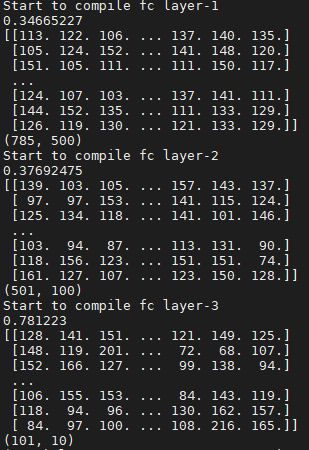 Start to compile fc layer-1
0.34665227
[[113. 122. 106. ... 137. 140. 135.]
[105. 124. 152. ... 141. 148. 120.]
[151. 105. 111. ... 111. 150. 117.]
...
[124. 107. 103. ... 137. 141. 111.]
[144. 152. 135. ... 111. 133. 129.]
[126. 119. 130. ... 121. 133. 129.]]
(785, 500)
Start to compile fc layer-2
0.37692475
[[139. 103. 105. ... 157. 143. 137.]
[ 97. 97. 153. ... 141. 115. 124.]
[125. 134. 118. ... 141. 101. 146.]
...
[103. 94. 87. ... 113. 131. 90.]
[118. 156. 123. ... 151. 151. 74.]
[161. 127. 107. ... 123. 150. 128.]]
(501, 100)
Start to compile fc layer-3
0.781223
[[128. 141. 151. ... 121. 149. 125.]
[148. 119. 201. ... 72. 68. 107.]
[152. 166. 127. ... 99. 138. 94.]
...
[106. 155. 153. ... 84. 143. 119.]
[118. 94. 96. ... 130. 162. 157.]
[ 84. 97. 100. ... 108. 216. 165.]]
(101, 10)